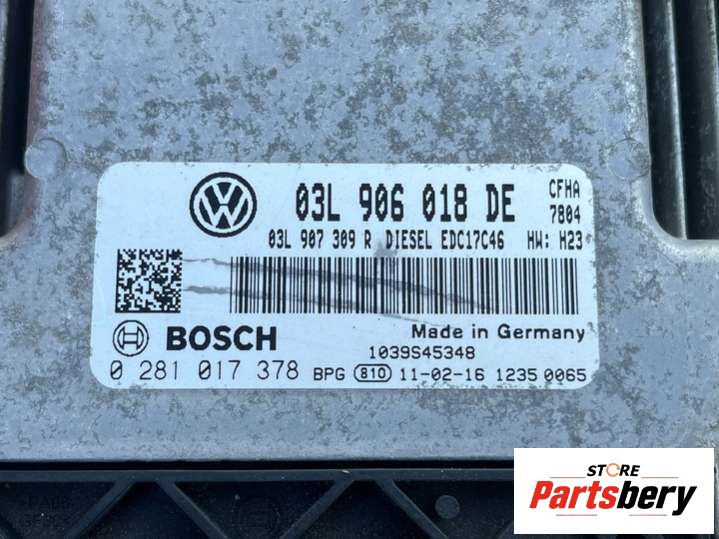 03L 906 018 DE
CFHA
7804
03L 907 309 R DIESEL EDC17C46 HW: H23
BOSCH
Made in Germany
1039S45348
0 281 017 378 BPG 810 11-02-16 1235 0065
STORE
Partsbery